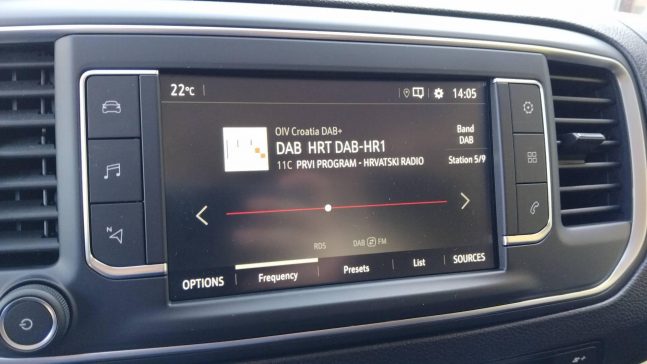 22°C
14:05
OIV Croatia DAB+
DAB HRT DAB-HR1
11C PRVI PROGRAM - HRVATSKI RADIO
Band
DAB
Station 5/9
RDS
DAB FM
OPTIONS
Frequency
Presets
List
SOURCES
N